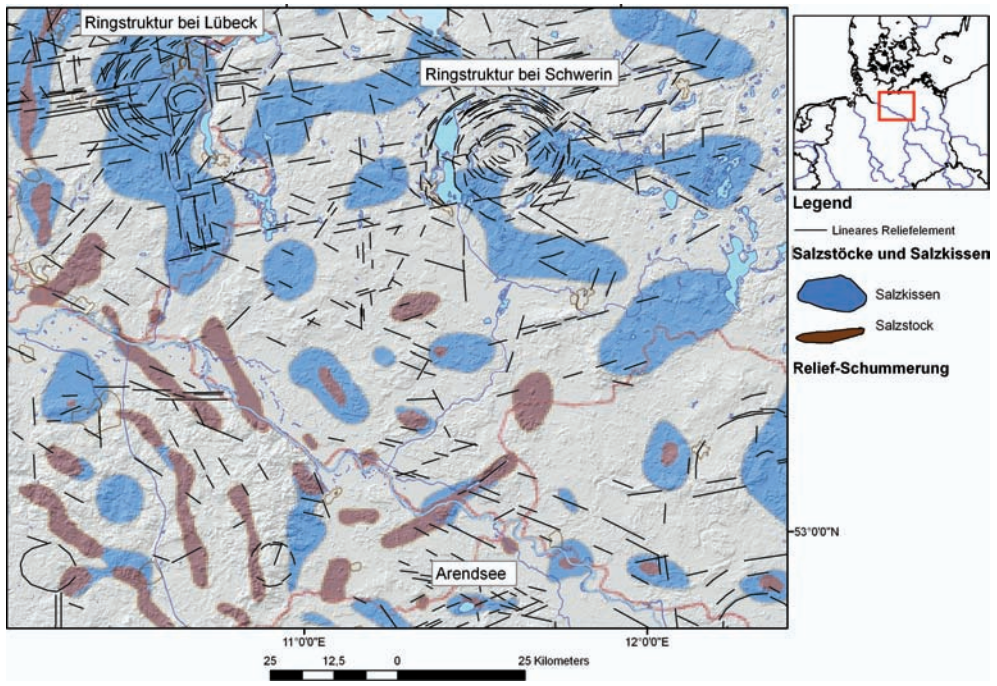 Ringstruktur bei Lübeck
Ringstruktur bei Schwerin
Arendsee
53°0'0"N
11°0'0"E
12°0'0"E
25 12,5 0 25 Kilometers
Legend
Lineares Reliefelement
Salzstöcke und Salzkissen
Salzkissen
Salzstock
Relief-Schummerung